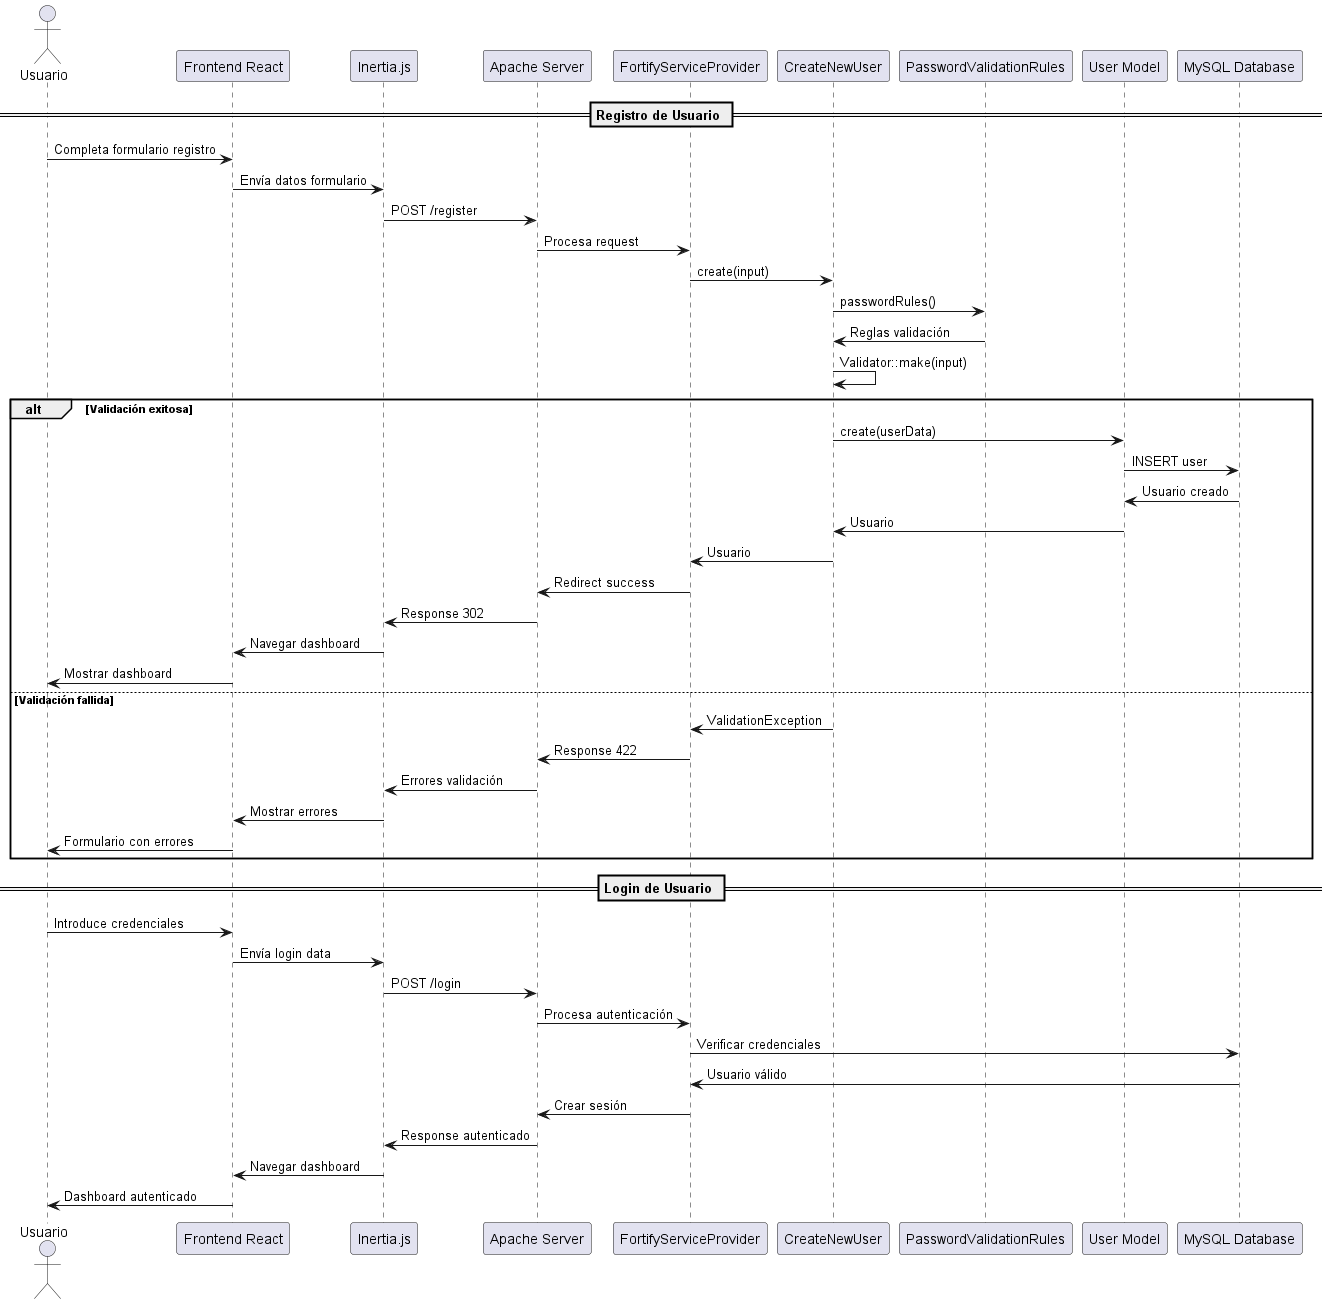 Usuario
Frontend React
Inertia.js
Apache Server
FortifyServiceProvider
CreateNewUser
PasswordValidationRules
User Model
MySQL Database
Registro de Usuario
Completa formulario registro
Envía datos formulario
POST /register
Procesa request
create(input)
passwordRules()
Reglas validación
Validator::make(input)
alt
[Validación exitosa]
create(userData)
INSERT user
Usuario creado
Usuario
Usuario
Redirect success
Response 302
Navegar dashboard
Mostrar dashboard
[Validación fallida]
ValidationException
Response 422
Errores validación
Mostrar errores
Formulario con errores
Login de Usuario
Introduce credenciales
Envía login data
POST /login
Procesa autenticación
Verificar credenciales
Usuario válido
Crear sesión
Response autenticado
Navegar dashboard
Dashboard autenticado
Usuario
Frontend React
Inertia.js
Apache Server
FortifyServiceProvider
CreateNewUser
PasswordValidationRules
User Model
MySQL Database